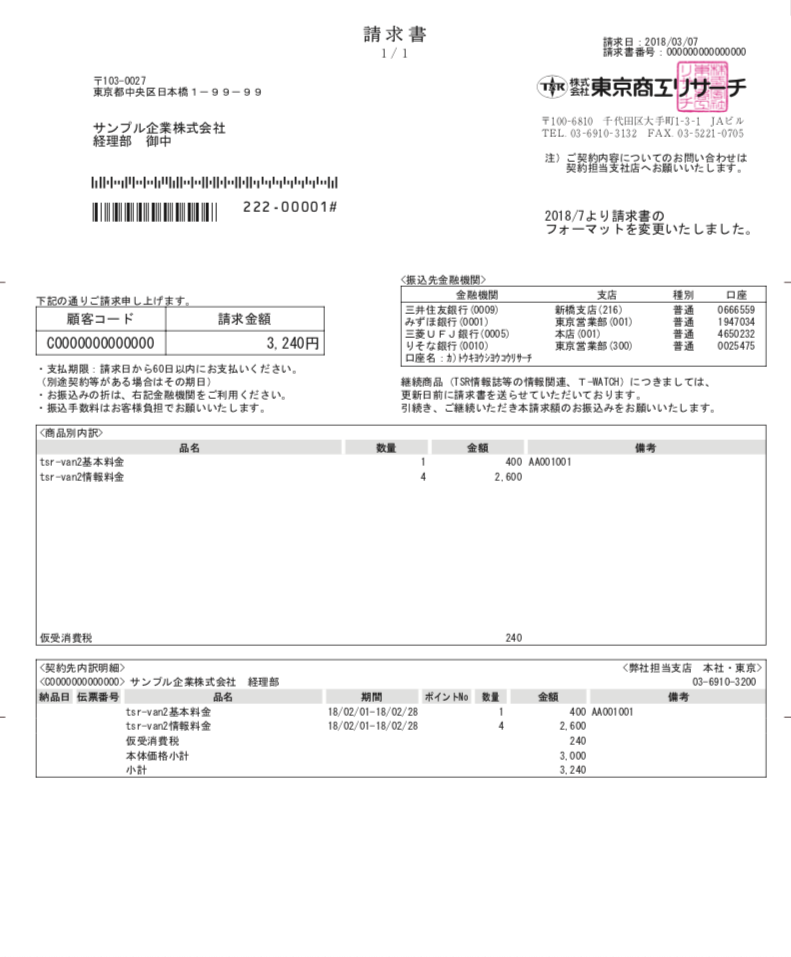 請求書
1/1
請求日：2018/03/07
請求書番号：000000000000000
〒103-0027
東京都中央区日本橋１－９９－９９
サンプル企業株式会社
経理部　御中
222-00001#
TSR 株式会社 東京商工リサーチ
〒100-6810　千代田区大手町1-3-1　JAビル
TEL. 03-6910-3132　FAX. 03-5221-0705
注）ご契約内容についてのお問い合わせは
契約担当支社店へお願いいたします。
2018/7より請求書の
フォーマットを変更いたしました。
下記の通りご請求申し上げます。
顧客コード　請求金額
C0000000000000　3,240円
・支払期限：請求日から60日以内にお支払いください。
（別途契約等がある場合はその期日）
・お振込みの折は、右記金融機関をご利用ください。
・振込手数料はお客様負担でお願いいたします。
〈振込先金融機関〉
金融機関　支店　種別　口座
三井住友銀行(0009)　新橋支店(216)　普通　0666559
みずほ銀行(0001)　東京営業部(001)　普通　1947034
三菱ＵＦＪ銀行(0005)　本店(001)　普通　4650232
りそな銀行(0010)　東京営業部(300)　普通　0025475
口座名：ｶ)ﾄｳｷﾖｳｼﾖｳｺｳﾘｻｰﾁ
継続商品（TSR情報誌等の情報関連、Ｔ-WATCH）につきましては、
更新日前に請求書を送らせていただいております。
引続き、ご継続いただき本請求額のお振込みをお願いいたします。
〈商品別内訳〉
品名　数量　金額　備考
tsr-van2基本料金　1　400　AA001001
tsr-van2情報料金　4　2,600
仮受消費税　240
〈契約先内訳明細〉　〈弊社担当支店　本社・東京〉
〈C0000000000000〉サンプル企業株式会社　経理部　03-6910-3200
納品日　伝票番号　品名　期間　ポイントNo　数量　金額　備考
tsr-van2基本料金　18/02/01-18/02/28　1　400　AA001001
tsr-van2情報料金　18/02/01-18/02/28　4　2,600
仮受消費税　240
本体価格小計　3,000
小計　3,240